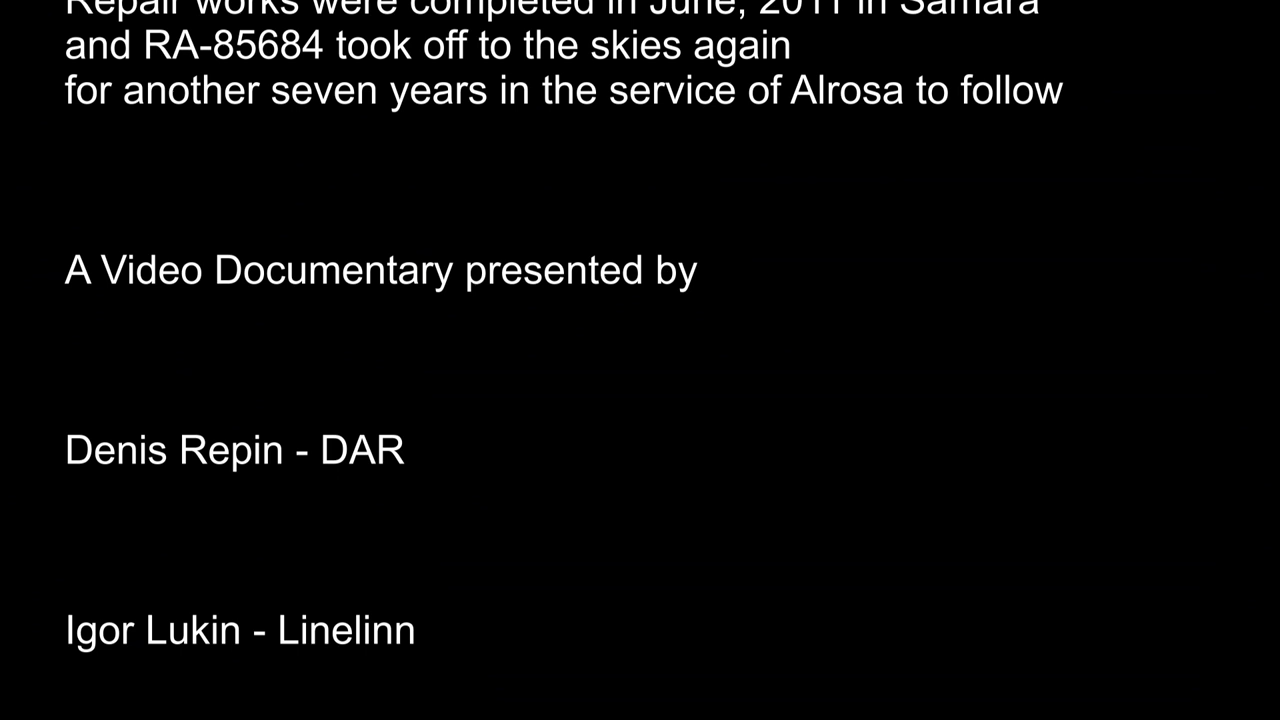 Repair works were completed in June, 2011 in Samara
and RA-85684 took off to the skies again
for another seven years in the service of Alrosa to follow
A Video Documentary presented by
Denis Repin - DAR
Igor Lukin - Linelinn